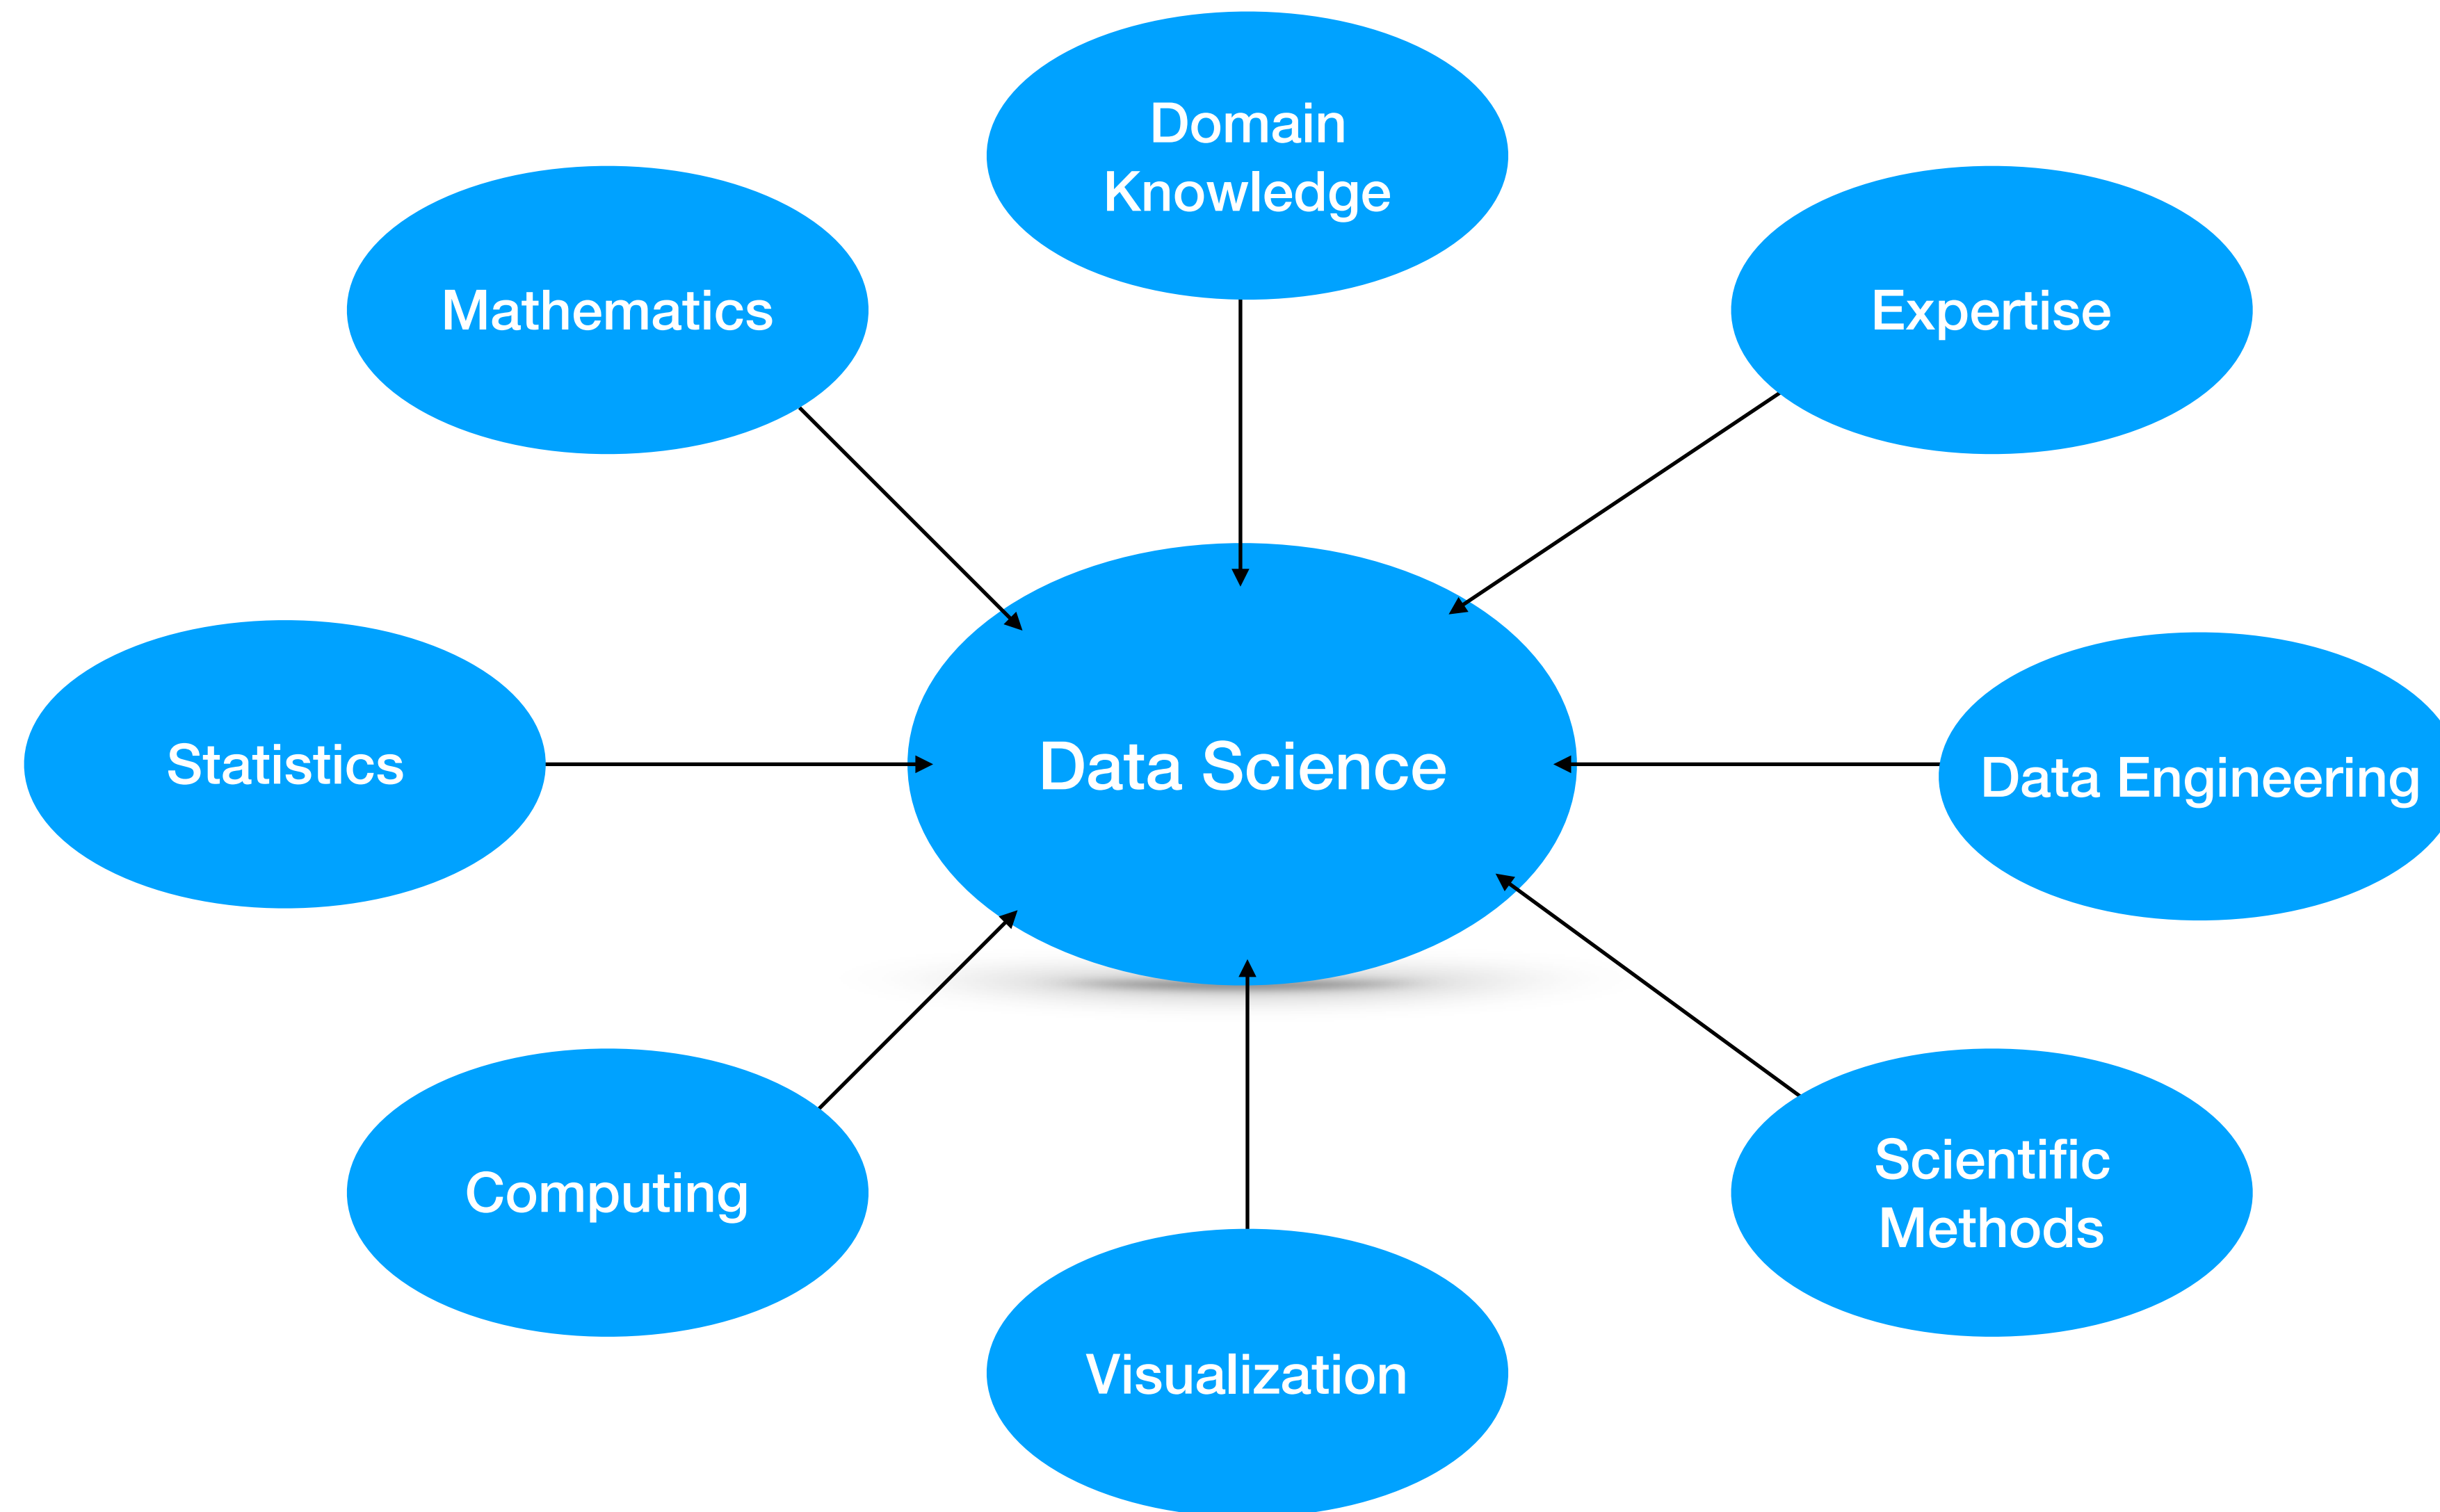 Domain
Knowledge
Mathematics
Expertise
Statistics
Data Science
Data Engineering
Computing
Scientific
Methods
Visualization